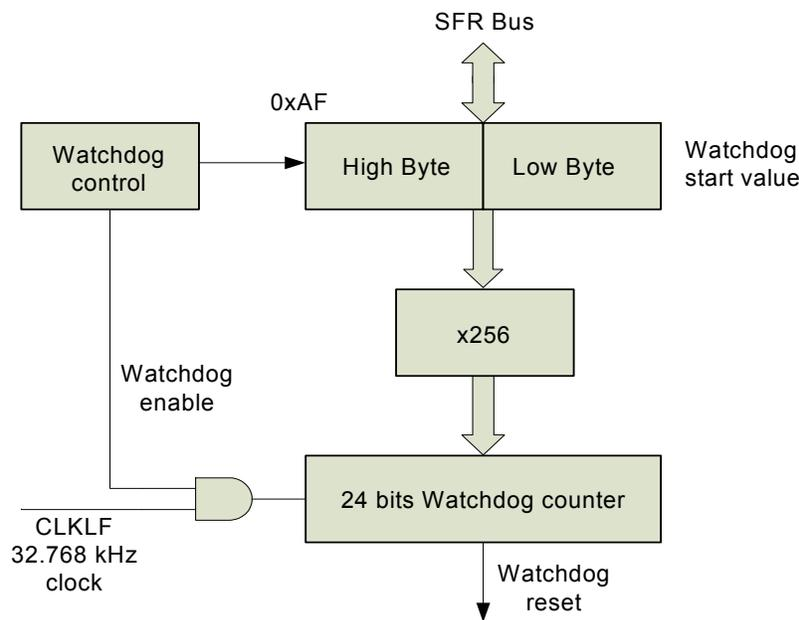 SFR Bus
0xAF
Watchdog
control
High Byte
Low Byte
Watchdog
start value
x256
Watchdog
enable
24 bits Watchdog counter
CLKLF
32.768 kHz
clock
Watchdog
reset